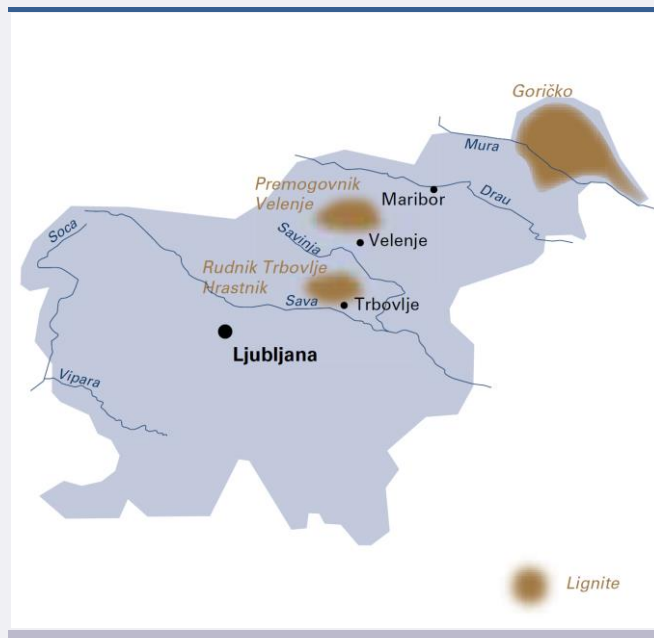 Goričko
Mura
Premogovnik
Velenje
Maribor
Drau
Soca
Savinja
Velenje
Rudnik Trbovlje
Hrastnik
Sava
Trbovlje
Ljubljana
Vipara
Lignite